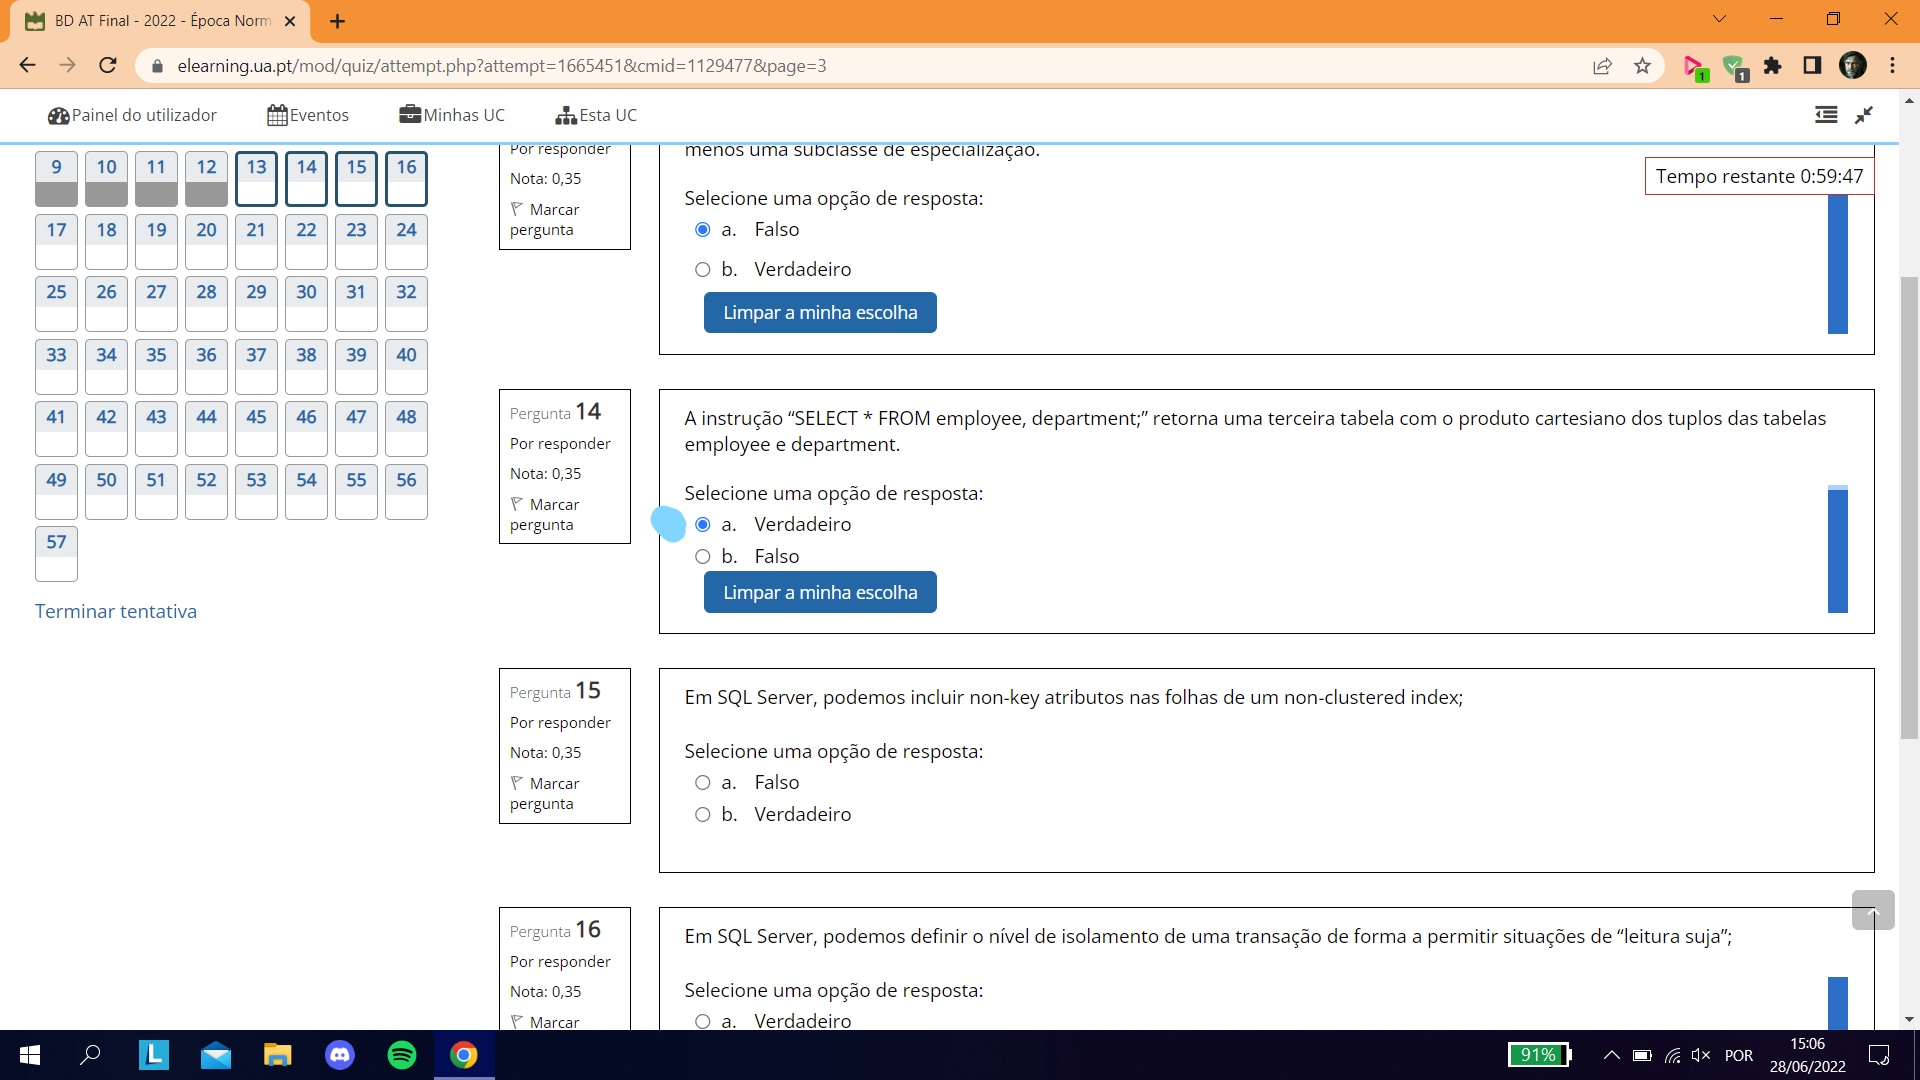 BD AT Final - 2022 - Época Norm
elearning.ua.pt/mod/quiz/attempt.php?attempt=1665451&cmid=1129477&page=3
1
1
Painel do utilizador
Eventos
Minhas UC
Esta UC
9 10 11 12 13 14 15 16
17 18 19 20 21 22 23 24
25 26 27 28 29 30 31 32
33 34 35 36 37 38 39 40
41 42 43 44 45 46 47 48
49 50 51 52 53 54 55 56
57
Terminar tentativa
Por responder
Nota: 0,35
Marcar
pergunta
menos uma subclasse de especialização.
Tempo restante 0:59:47
Selecione uma opção de resposta:
a. Falso
b. Verdadeiro
Limpar a minha escolha
Pergunta 14
Por responder
Nota: 0,35
Marcar
pergunta
A instrução “SELECT * FROM employee, department;” retorna uma terceira tabela com o produto cartesiano dos tuplos das tabelas
employee e department.
Selecione uma opção de resposta:
a. Verdadeiro
b. Falso
Limpar a minha escolha
Pergunta 15
Por responder
Nota: 0,35
Marcar
pergunta
Em SQL Server, podemos incluir non-key atributos nas folhas de um non-clustered index;
Selecione uma opção de resposta:
a. Falso
b. Verdadeiro
Pergunta 16
Por responder
Nota: 0,35
Marcar
Em SQL Server, podemos definir o nível de isolamento de uma transação de forma a permitir situações de “leitura suja”;
Selecione uma opção de resposta:
a. Verdadeiro
L
91%
POR
15:06
28/06/2022